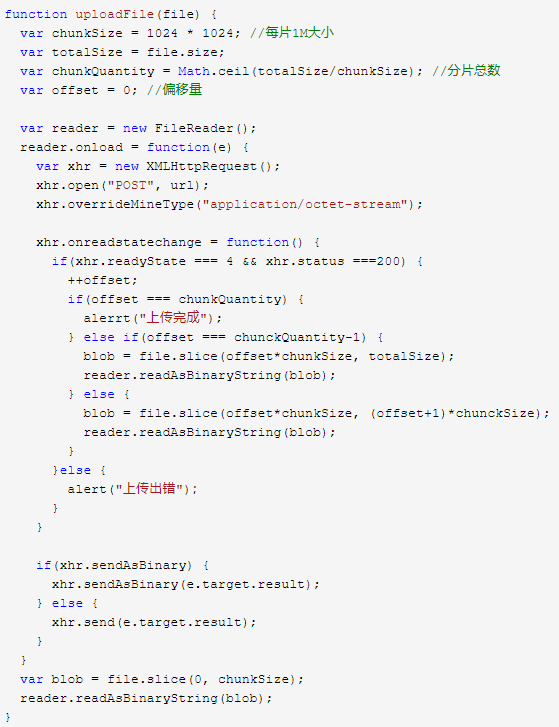 function uploadFile(file) {
  var chunkSize = 1024 * 1024; //每片1M大小
  var totalSize = file.size;
  var chunkQuantity = Math.ceil(totalSize/chunkSize); //分片总数
  var offset = 0; //偏移量

  var reader = new FileReader();
  reader.onload = function(e) {
    var xhr = new XMLHttpRequest();
    xhr.open("POST", url);
    xhr.overrideMineType("application/octet-stream");

    xhr.onreadstatechange = function() {
      if(xhr.readyState === 4 && xhr.status ===200) {
        ++offset;
        if(offset === chunkQuantity) {
          alerrt("上传完成");
        } else if(offset === chunckQuantity-1) {
          blob = file.slice(offset*chunkSize, totalSize);
          reader.readAsBinaryString(blob);
        } else {
          blob = file.slice(offset*chunkSize, (offset+1)*chunckSize);
          reader.readAsBinaryString(blob);
        }
      }else {
        alert("上传出错");
      }
    }

    if(xhr.sendAsBinary) {
      xhr.sendAsBinary(e.target.result);
    } else {
      xhr.send(e.target.result);
    }
  }
  var blob = file.slice(0, chunkSize);
  reader.readAsBinaryString(blob);
}